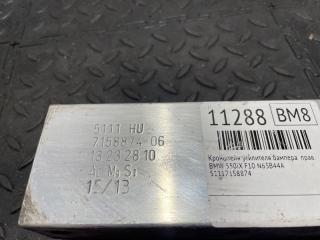 5111 HU
7158874 06
13 23 28 10
Al Mg Si
15/13
11288 BM8
Кронштейн усилителя бампера прав
BMW 550iX F10 N63B44A
51117158874